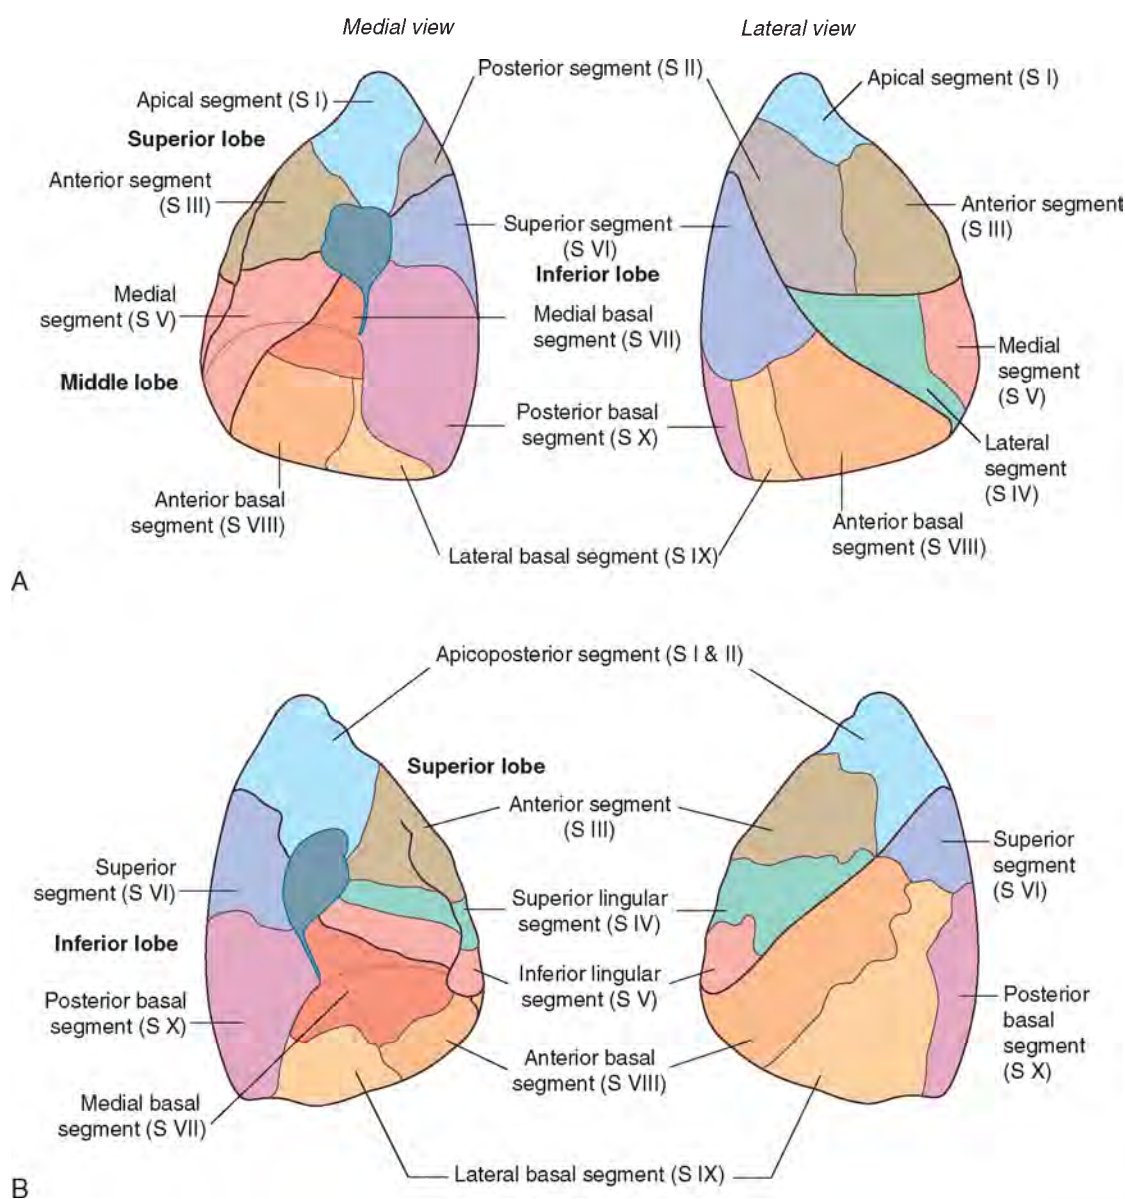 Medial view
Lateral view
Posterior segment (S II)
Apical segment (S I)
Apical segment (S I)
Superior lobe
Anterior segment
(S III)
Anterior segment
(S III)
Superior segment
(S VI)
Inferior lobe
Medial
segment (S V)
Medial basal
segment (S VII)
Medial
segment
(S V)
Middle lobe
Posterior basal
segment (S X)
Lateral
segment
(S IV)
Anterior basal
segment (S VIII)
Anterior basal
segment (S VIII)
Lateral basal segment (S IX)
A
Apicoposterior segment (S I & II)
Superior lobe
Anterior segment
(S III)
Superior
segment (S VI)
Superior
segment
(S VI)
Superior lingular
segment (S IV)
Inferior lobe
Inferior lingular
segment (S V)
Posterior basal
segment (S X)
Posterior
basal
segment
(S X)
Anterior basal
segment (S VIII)
Medial basal
segment (S VII)
Lateral basal segment (S IX)
B